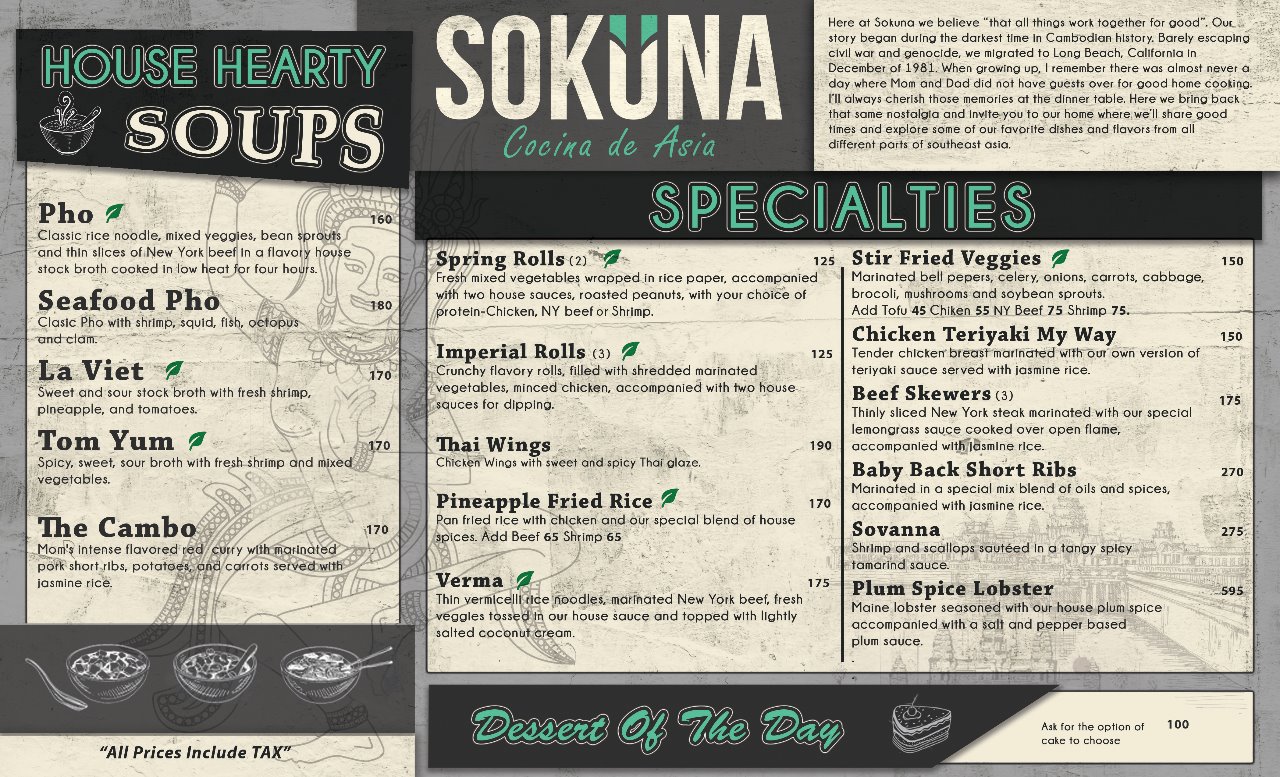 HOUSE HEARTY
SOUPS
Pho 160
Classic rice noodle, mixed veggies, bean sprouts
and thin slices of New York beef in a flavory house
stock broth cooked in low heat for four hours.
Seafood Pho 180
Clasic Pho with shrimp, squid, fish, octopus
and clam.
La Viet 170
Sweet and sour stock broth with fresh shrimp,
pineapple, and tomatoes.
Tom Yum 170
Spicy, sweet, sour broth with fresh shrimp and mixed
vegetables.
The Cambo 170
Mom's intense flavored red curry with marinated
pork short ribs, potatoes, and carrots served with
jasmine rice.
"All Prices Include TAX"
SOKUNA
Cocina de Asia
Here at Sokuna we believe "that all things work together for good". Our
story began during the darkest time in Cambodian history. Barely escaping
civil war and genocide, we migrated to Long Beach, California in
December of 1981. When growing up, I remember there was almost never a
day where Mom and Dad did not have guests over for good home cooking.
I'll always cherish those memories at the dinner table. Here we bring back
that same nostalgia and invite you to our home where we'll share good
times and explore some of our favorite dishes and flavors from all
different parts of southeast asia.
SPECIALTIES
Spring Rolls (2) 125
Fresh mixed vegetables wrapped in rice paper, accompanied
with two house sauces, roasted peanuts, with your choice of
protein-Chicken, NY beef or Shrimp.
Imperial Rolls (3) 125
Crunchy flavory rolls, filled with shredded marinated
vegetables, minced chicken, accompanied with two house
sauces for dipping.
Thai Wings 190
Chicken Wings with sweet and spicy Thai glaze.
Pineapple Fried Rice 170
Pan fried rice with chicken and our special blend of house
spices. Add Beef 65 Shrimp 65
Verma 175
Thin vermicelli rice noodles, marinated New York beef, fresh
veggies tossed in our house sauce and topped with lightly
salted coconut cream.
Stir Fried Veggies 150
Marinated bell pepers, celery, onions, carrots, cabbage,
brocoli, mushrooms and soybean sprouts.
Add Tofu 45 Chiken 55 NY Beef 75 Shrimp 75.
Chicken Teriyaki My Way 150
Tender chicken breast marinated with our own version of
teriyaki sauce served with jasmine rice.
Beef Skewers (3) 175
Thinly sliced New York steak marinated with our special
lemongrass sauce cooked over open flame,
accompanied with jasmine rice.
Baby Back Short Ribs 270
Marinated in a special mix blend of oils and spices,
accompanied with jasmine rice.
Sovanna 275
Shrimp and scallops sautéed in a tangy spicy
tamarind sauce.
Plum Spice Lobster 595
Maine lobster seasoned with our house plum spice
accompanied with a salt and pepper based
plum sauce.
Dessert Of The Day
Ask for the option of 100
cake to choose